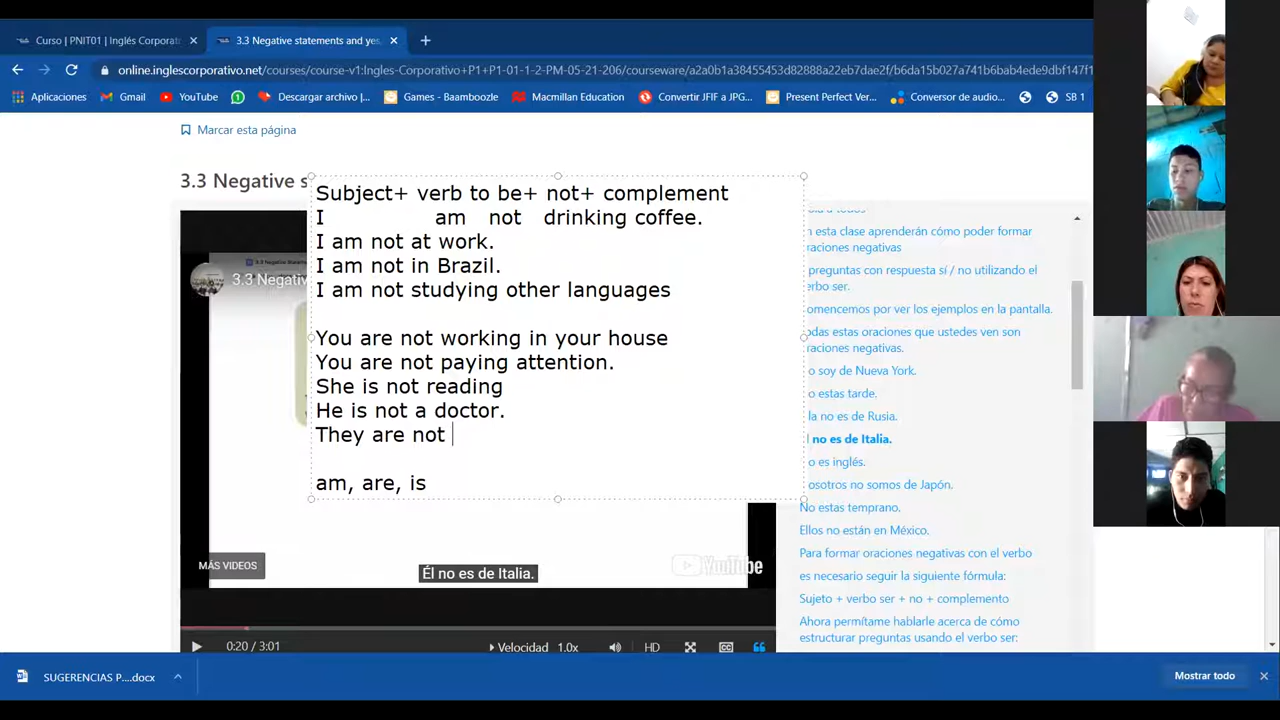 Curso | PNIT01 | Inglés Corporat
3.3 Negative statements and yes,
online.inglescorporativo.net/courses/course-v1:Ingles-Corporativo+P1+P1-01-1-2-PM-05-21-206/courseware/a2a0b1a38455453d82888a22eb7dae2f/b6da15b027a741b6bab4ede9dbf147f1
Aplicaciones
Gmail
YouTube
Descargar archivo |...
Games - Baamboozle
Macmillan Education
Convertir JFIF a JPG...
Present Perfect Ver...
Conversor de audio...
SB 1
Marcar esta página
3.3 Negative s
3.3 Negativ
Subject+ verb to be+ not+ complement
I am not drinking coffee.
I am not at work.
I am not in Brazil.
I am not studying other languages
You are not working in your house
You are not paying attention.
She is not reading
He is not a doctor.
They are not
am, are, is
n esta clase aprenderán cómo poder formar
raciones negativas
preguntas con respuesta sí / no utilizando el
erbo ser.
omencemos por ver los ejemplos en la pantalla.
odas estas oraciones que ustedes ven son
raciones negativas.
o soy de Nueva York.
o estas tarde.
la no es de Rusia.
l no es de Italia.
o es inglés.
osotros no somos de Japón.
No estas temprano.
Ellos no están en México.
Para formar oraciones negativas con el verbo
es necesario seguir la siguiente fórmula:
Sujeto + verbo ser + no + complemento
Ahora permítame hablarle acerca de cómo
estructurar preguntas usando el verbo ser:
MÁS VIDEOS
Él no es de Italia.
YouTube
0:20 / 3:01
Velocidad 1.0x
HD
SUGERENCIAS P....docx
Mostrar todo